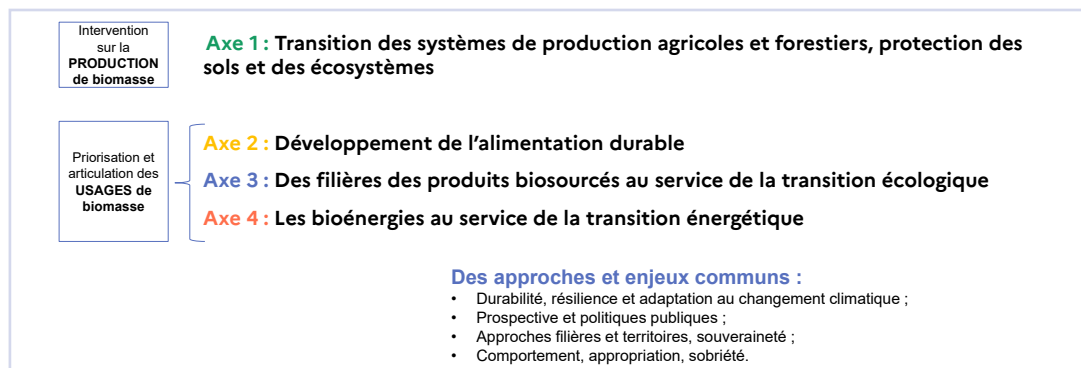 Intervention
sur la
PRODUCTION
de biomasse
Axe 1 : Transition des systèmes de production agricoles et forestiers, protection des
sols et des écosystèmes
Priorisation et
articulation des
USAGES de
biomasse
Axe 2 : Développement de l’alimentation durable
Axe 3 : Des filières des produits biosourcés au service de la transition écologique
Axe 4 : Les bioénergies au service de la transition énergétique
Des approches et enjeux communs :
• Durabilité, résilience et adaptation au changement climatique ;
• Prospective et politiques publiques ;
• Approches filières et territoires, souveraineté ;
• Comportement, appropriation, sobriété.